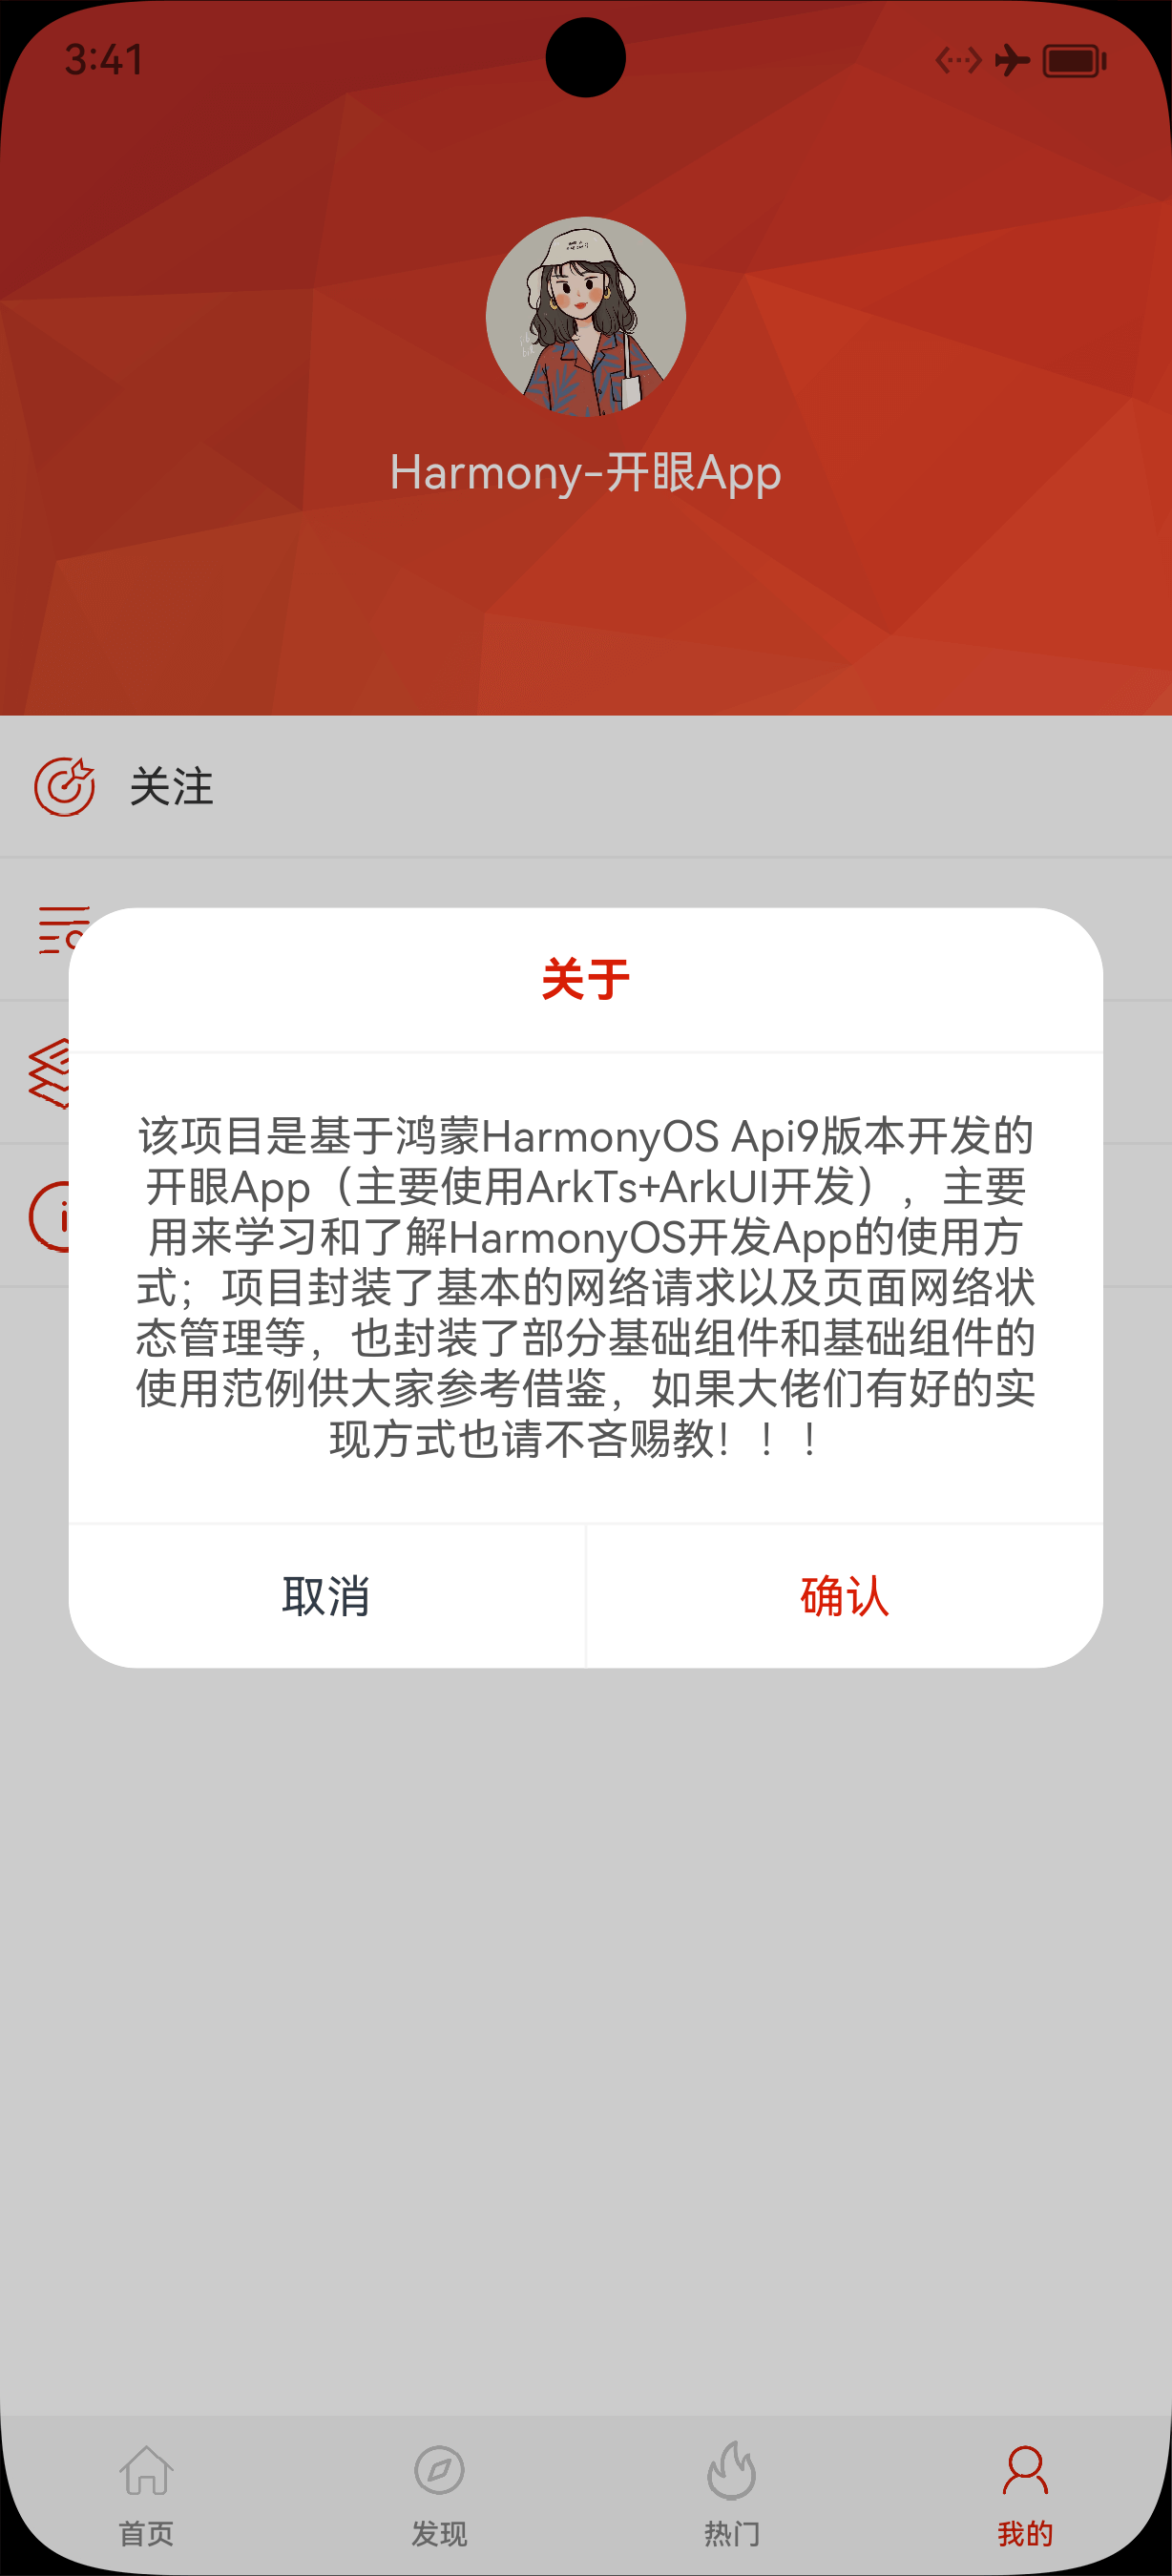 3:41
Harmony-开眼App
关注
关于
该项目是基于鸿蒙HarmonyOS Api9版本开发的
开眼App（主要使用ArkTs+ArkUI开发），主要
用来学习和了解HarmonyOS开发App的使用方
式；项目封装了基本的网络请求以及页面网络状
态管理等，也封装了部分基础组件和基础组件的
使用范例供大家参考借鉴，如果大佬们有好的实
现方式也请不吝赐教！！！
取消
确认
首页
发现
热门
我的